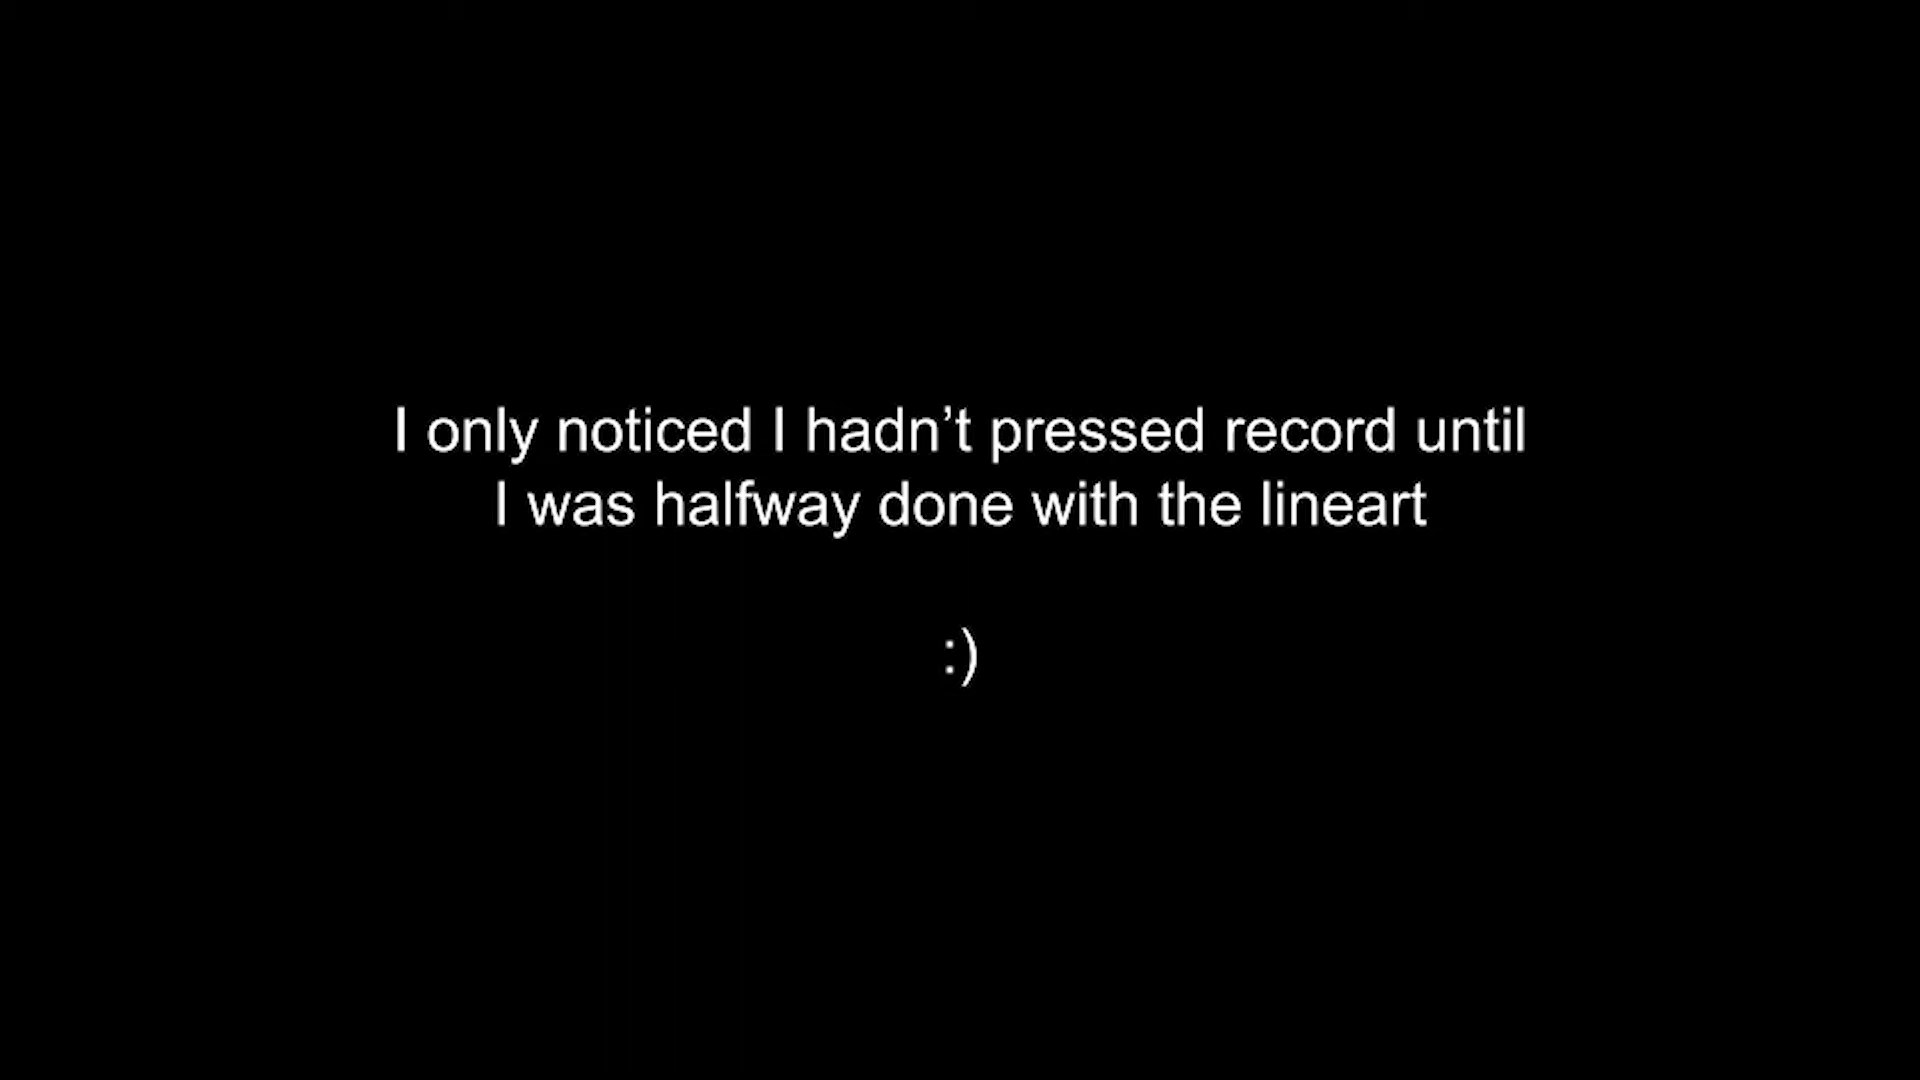 I only noticed I hadn’t pressed record until
I was halfway done with the lineart
:)